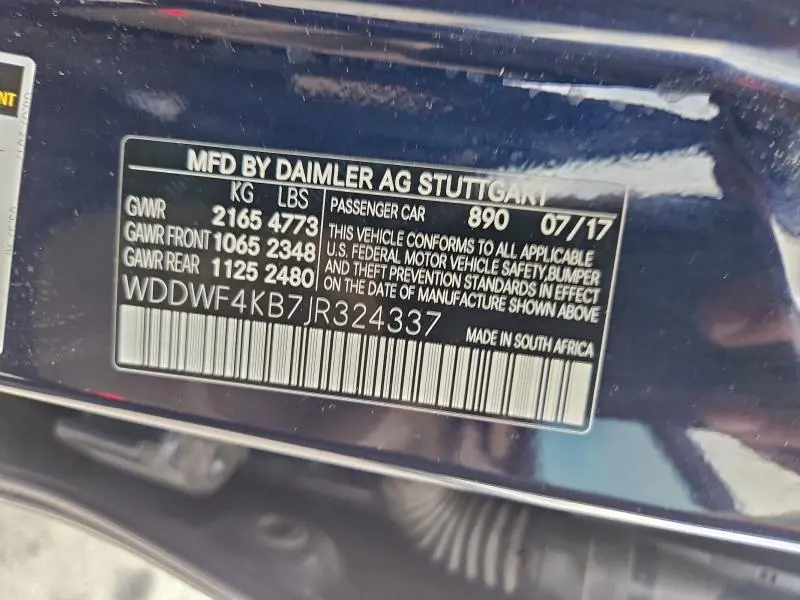 NT
MFD BY DAIMLER AG STUTTGART
KG LBS
GVWR 2165 4773
GAWR FRONT 1065 2348
GAWR REAR 1125 2480
PASSENGER CAR 890 07/17
THIS VEHICLE CONFORMS TO ALL APPLICABLE
U.S. FEDERAL MOTOR VEHICLE SAFETY, BUMPER
AND THEFT PREVENTION STANDARDS IN EFFECT
ON THE DATE OF MANUFACTURE SHOWN ABOVE
WDDWF4KB7JR324337
MADE IN SOUTH AFRICA